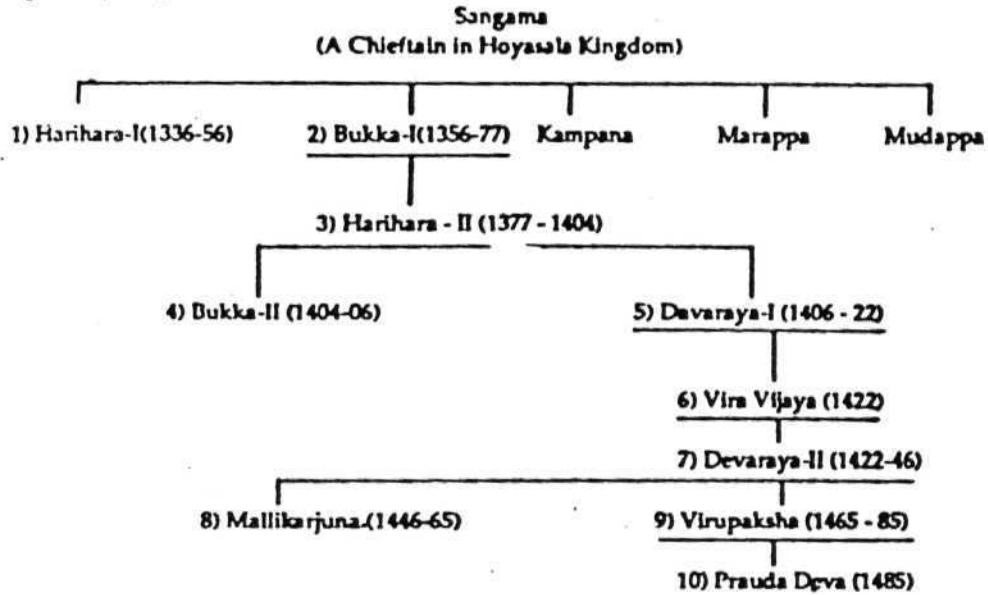 Sangama
(A Chieftain in Hoyasala Kingdom)
1) Harihara-I(1336-56) 2) Bukka-I(1356-77) Kampana Marappa Mudappa
3) Harihara - II (1377 - 1404)
4) Bukka-II (1404-06) 5) Davaraya-I (1406 - 22)
6) Vira Vijaya (1422)
7) Devaraya-II (1422-46)
8) Mallikarjuna.(1446-65) 9) Virupaksha (1465 - 85)
10) Prauda Deva (1485)